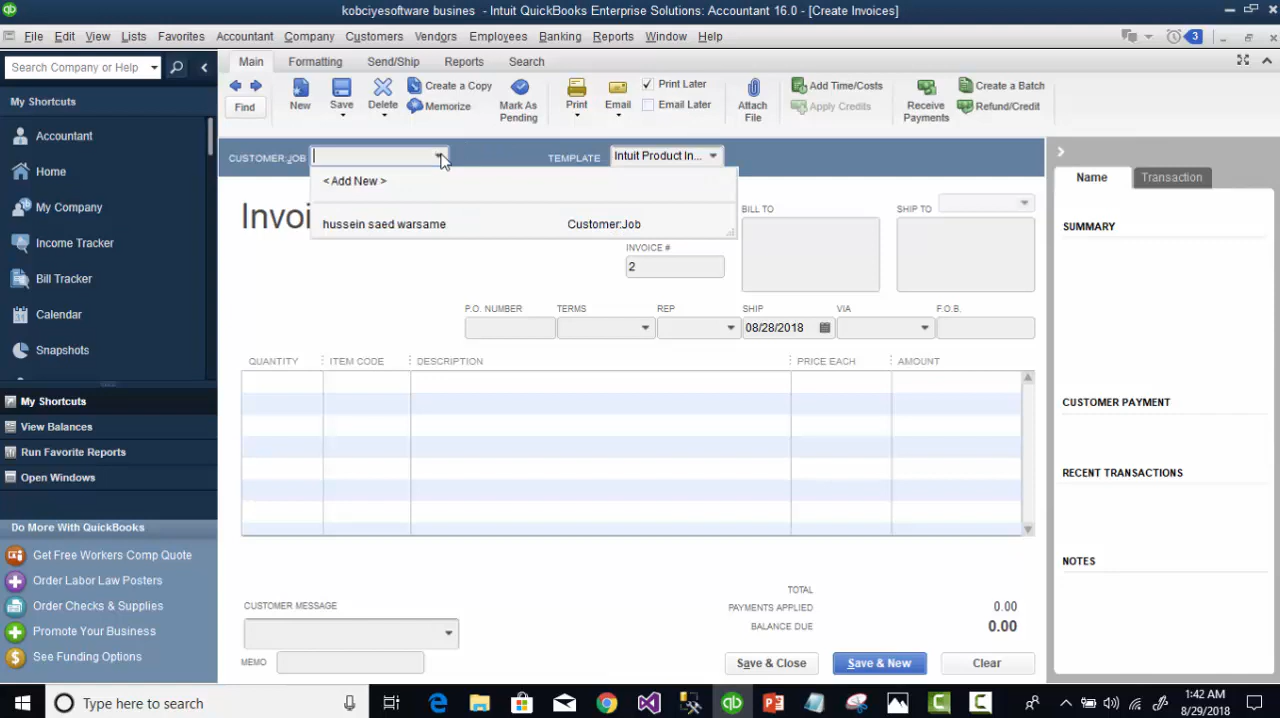 kobciyesoftware busines - Intuit QuickBooks Enterprise Solutions: Accountant 16.0 - [Create Invoices]
File Edit View Lists Favorites Accountant Company Customers Vendors Employees Banking Reports Window Help 3
Search Company or Help
My Shortcuts
Accountant
Home
My Company
Income Tracker
Bill Tracker
Calendar
Snapshots
My Shortcuts
View Balances
Run Favorite Reports
Open Windows
Do More With QuickBooks
Get Free Workers Comp Quote
Order Labor Law Posters
Order Checks & Supplies
Promote Your Business
See Funding Options
Main Formatting Send/Ship Reports Search
Find New Save Delete Create a Copy Memorize Mark As Pending Print Email Print Later Email Later Attach File Add Time/Costs Apply Credits Receive Payments Create a Batch Refund/Credit
CUSTOMER:JOB TEMPLATE Intuit Product In...
< Add New >
hussein saed warsame Customer:Job
Invoi
BILL TO SHIP TO
INVOICE #
2
P.O. NUMBER TERMS REP SHIP VIA F.O.B.
08/28/2018
QUANTITY ITEM CODE DESCRIPTION PRICE EACH AMOUNT
TOTAL
CUSTOMER MESSAGE
PAYMENTS APPLIED 0.00
BALANCE DUE 0.00
MEMO
Save & Close Save & New Clear
Name Transaction
SUMMARY
CUSTOMER PAYMENT
RECENT TRANSACTIONS
NOTES
Type here to search
1:42 AM
8/29/2018